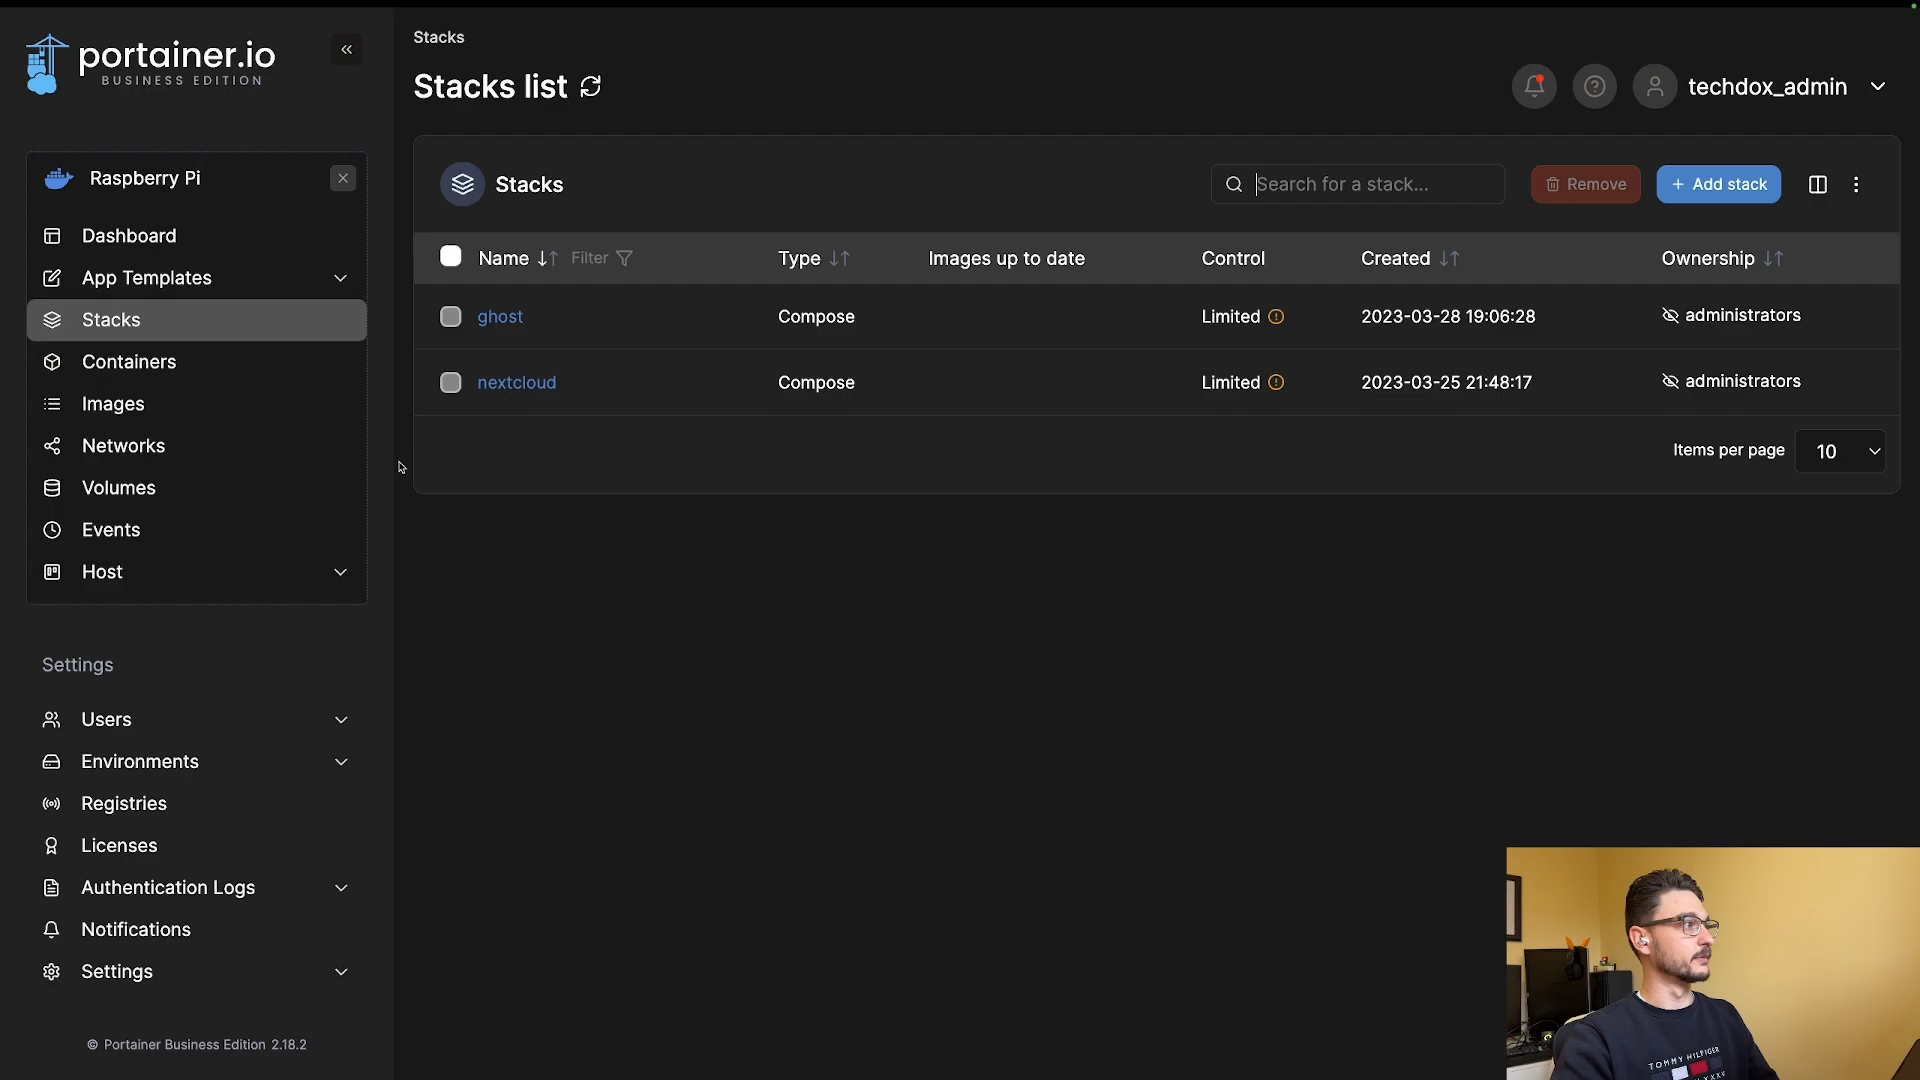 portainer.io
BUSINESS EDITION
Raspberry Pi
Dashboard
App Templates
Stacks
Containers
Images
Networks
Volumes
Events
Host
Settings
Users
Environments
Registries
Licenses
Authentication Logs
Notifications
Settings
© Portainer Business Edition 2.18.2
Stacks
Stacks list
techdox_admin
Stacks
Search for a stack...
Remove
+ Add stack
Name Filter Type Images up to date Control Created Ownership
ghost Compose Limited 2023-03-28 19:06:28 administrators
nextcloud Compose Limited 2023-03-25 21:48:17 administrators
Items per page 10
TOMMY HILFIGER